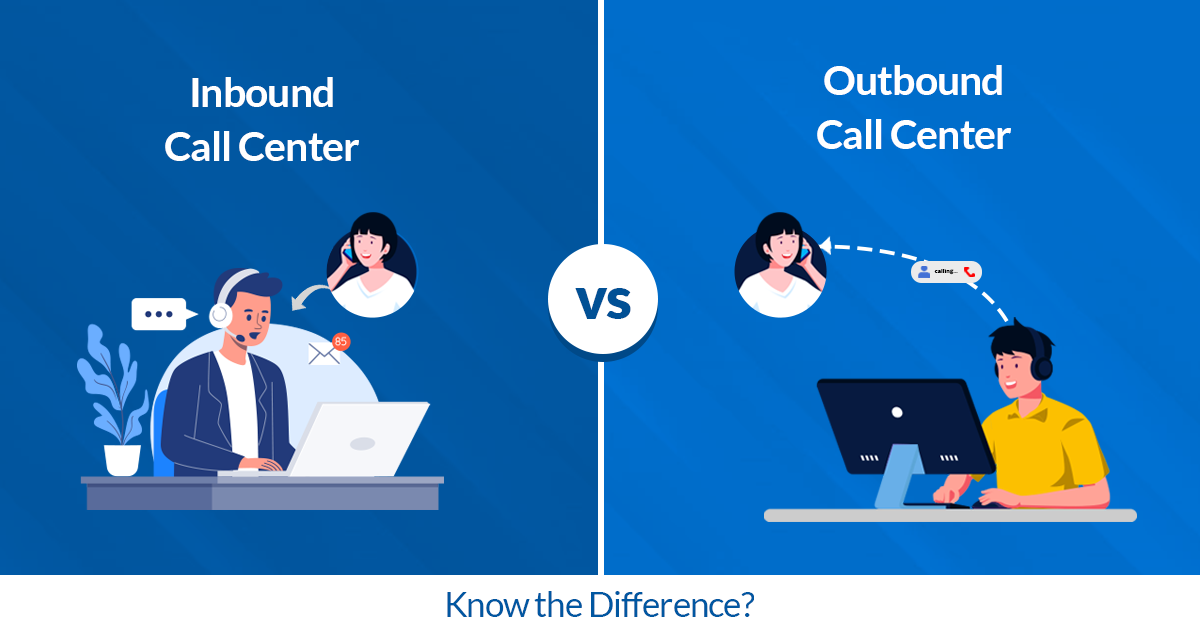 Inbound
Call Center
85
VS
Outbound
Call Center
calling...
Know the Difference?